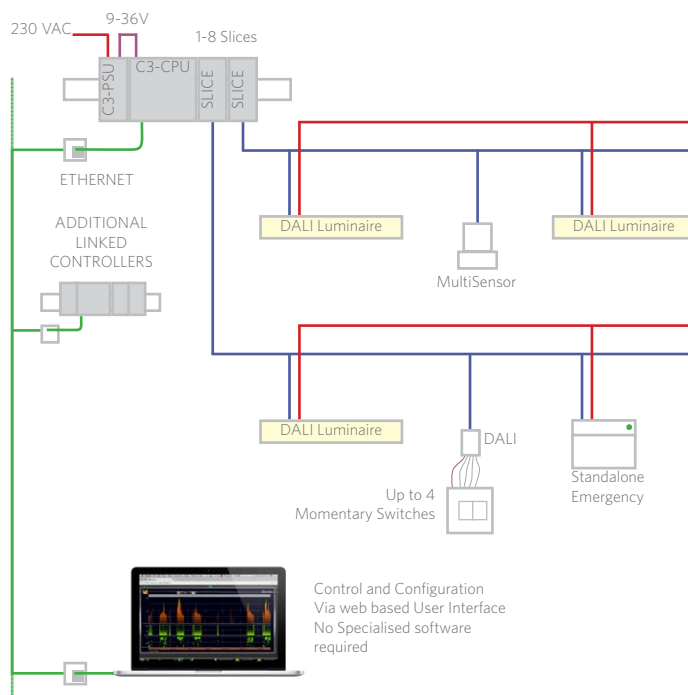 230 VAC
9-36V
1-8 Slices
C3-PSU
C3-CPU
SLICE
SLICE
ETHERNET
DALI Luminaire
DALI Luminaire
MultiSensor
ADDITIONAL
LINKED
CONTROLLERS
DALI Luminaire
DALI
Up to 4
Momentary Switches
Standalone
Emergency
Control and Configuration
Via web based User Interface
No Specialised software
required